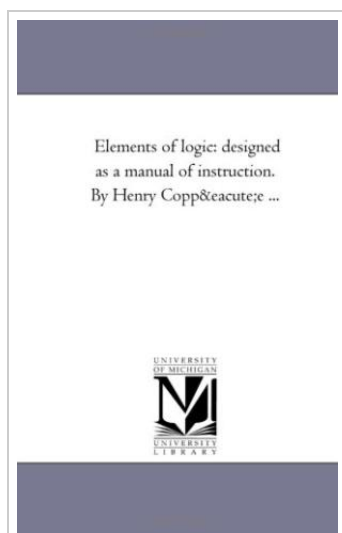 Elements of logic: designed
as a manual of instruction.
By Henry Copp&eacute;e ...
UNIVERSITY
OF MICHIGAN
UNIVERSITY
LIBRARY